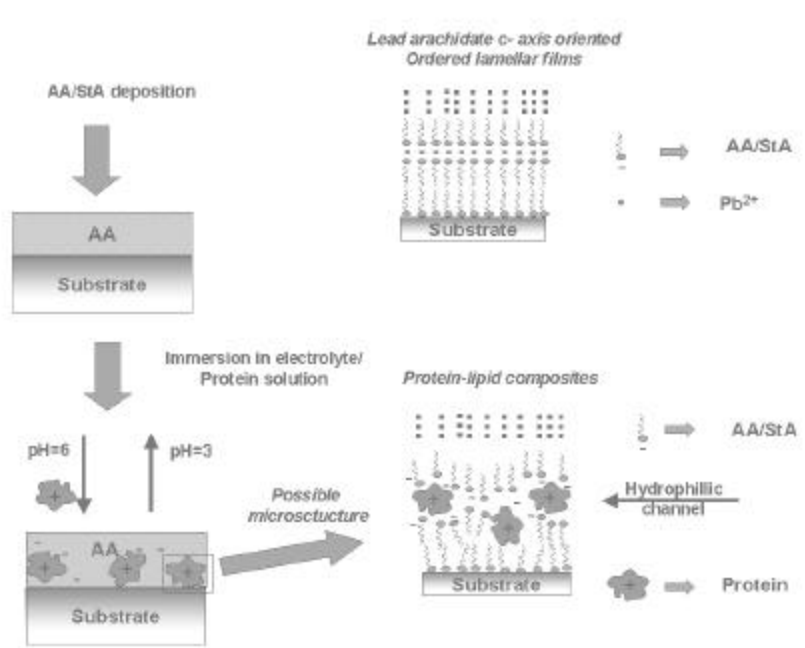 Lead arachidate c- axis oriented
Ordered lamellar films
AA/StA deposition
AA/StA
Pb²⁺
AA
Substrate
Substrate
Immersion in electrolyte/
Protein solution
Protein-lipid composites
pH=6
pH=3
AA/StA
Possible
microsctucture
Hydrophillic
channel
AA
Substrate
Substrate
Protein